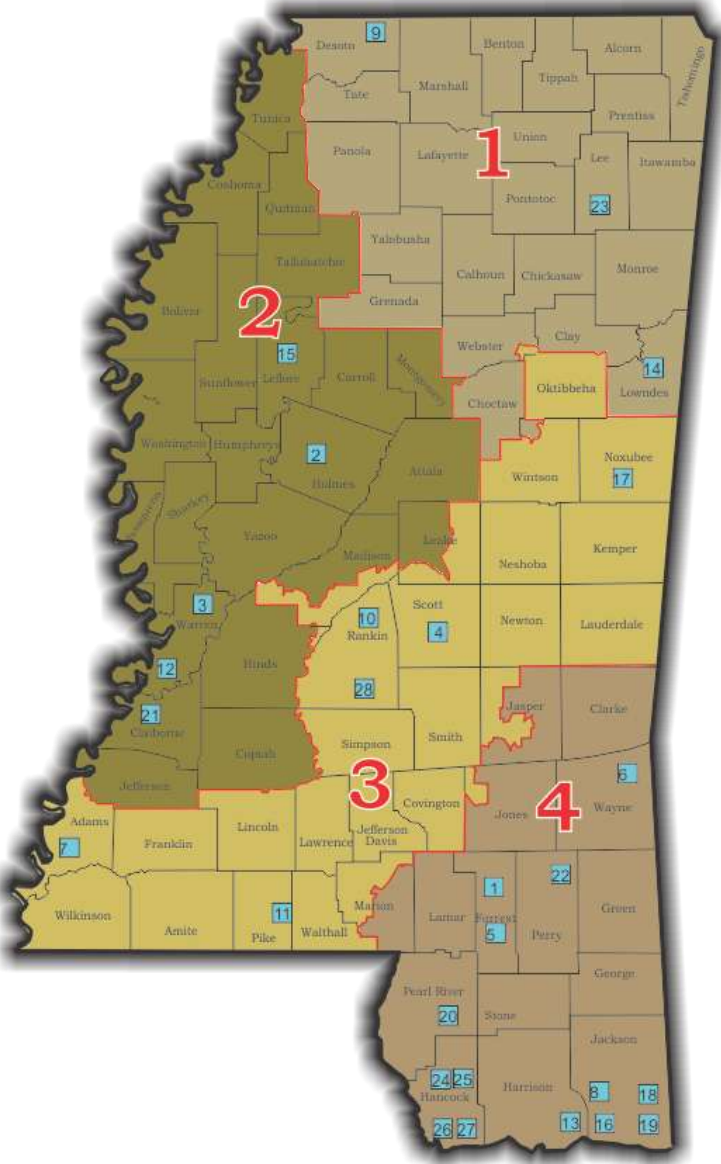 9
Benton
Desoto
Alcorn
Tishomingo
Tippah
Marshall
Tate
Prentiss
Tunica
Union
1
Panola
Lafayette
Lee
Itawamba
Coahoma
Quitman
Pontotoc
23
Yalobusha
Tallahatchie
Calhoun
Chickasaw
Monroe
Grenada
2
Bolivar
Clay
Webster
15
14
Sunflower
Leflore
Carroll
Montgomery
Oktibbeha
Lowndes
Choctaw
Washington
Humphreys
2
Holmes
Attala
Noxubee
17
Wintson
Issaquena
Sharkey
Yazoo
Leake
Madison
Kemper
Neshoba
3
Warren
10
Rankin
Scott
4
Newton
Lauderdale
12
Hinds
28
21
Claiborne
Jasper
Clarke
Simpson
Smith
Copiah
Jefferson
3
6
Covington
Jones
4
Wayne
Adams
7
Lincoln
Franklin
Lawrence
Jefferson
Davis
1
22
Marion
Wilkinson
11
Lamar
Forrest
Green
Amite
Pike
Walthall
5
Perry
George
Pearl River
20
Stone
Jackson
24
25
Hancock
Harrison
8
18
26
27
13
16
19